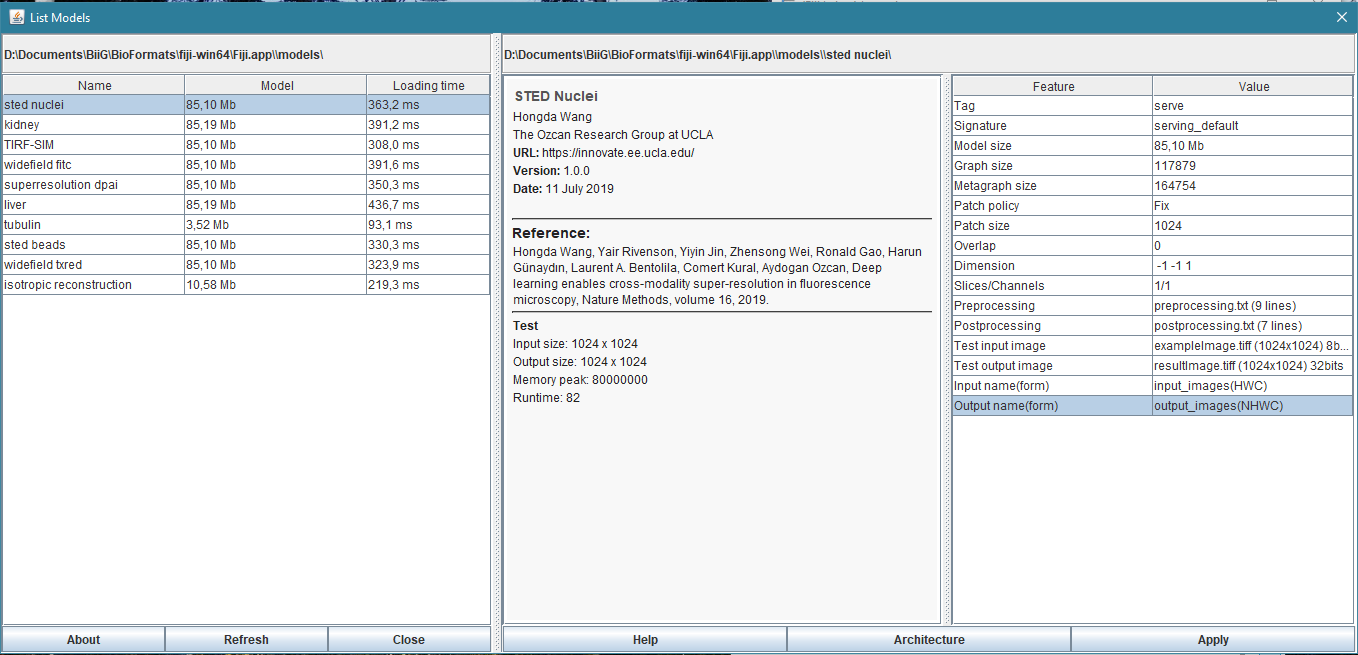 List Models
D:\Documents\BiiG\BioFormats\fiji-win64\Fiji.app\\models\
Name Model Loading time
sted nuclei 85,10 Mb 363,2 ms
kidney 85,19 Mb 391,2 ms
TIRF-SIM 85,10 Mb 308,0 ms
widefield fitc 85,10 Mb 391,6 ms
superresolution dpai 85,10 Mb 350,3 ms
liver 85,19 Mb 436,7 ms
tubulin 3,52 Mb 93,1 ms
sted beads 85,10 Mb 330,3 ms
widefield txred 85,10 Mb 323,9 ms
isotropic reconstruction 10,58 Mb 219,3 ms
About Refresh Close
D:\Documents\BiiG\BioFormats\fiji-win64\Fiji.app\\models\\sted nuclei\
STED Nuclei
Hongda Wang
The Ozcan Research Group at UCLA
URL: https://innovate.ee.ucla.edu/
Version: 1.0.0
Date: 11 July 2019
Reference:
Hongda Wang, Yair Rivenson, Yiyin Jin, Zhensong Wei, Ronald Gao, Harun
Günaydın, Laurent A. Bentolila, Comert Kural, Aydogan Ozcan, Deep
learning enables cross-modality super-resolution in fluorescence
microscopy, Nature Methods, volume 16, 2019.
Test
Input size: 1024 x 1024
Output size: 1024 x 1024
Memory peak: 80000000
Runtime: 82
Feature Value
Tag serve
Signature serving_default
Model size 85,10 Mb
Graph size 117879
Metagraph size 164754
Patch policy Fix
Patch size 1024
Overlap 0
Dimension -1 -1 1
Slices/Channels 1/1
Preprocessing preprocessing.txt (9 lines)
Postprocessing postprocessing.txt (7 lines)
Test input image exampleImage.tiff (1024x1024) 8b...
Test output image resultImage.tiff (1024x1024) 32bits
Input name(form) input_images(HWC)
Output name(form) output_images(NHWC)
Help Architecture Apply